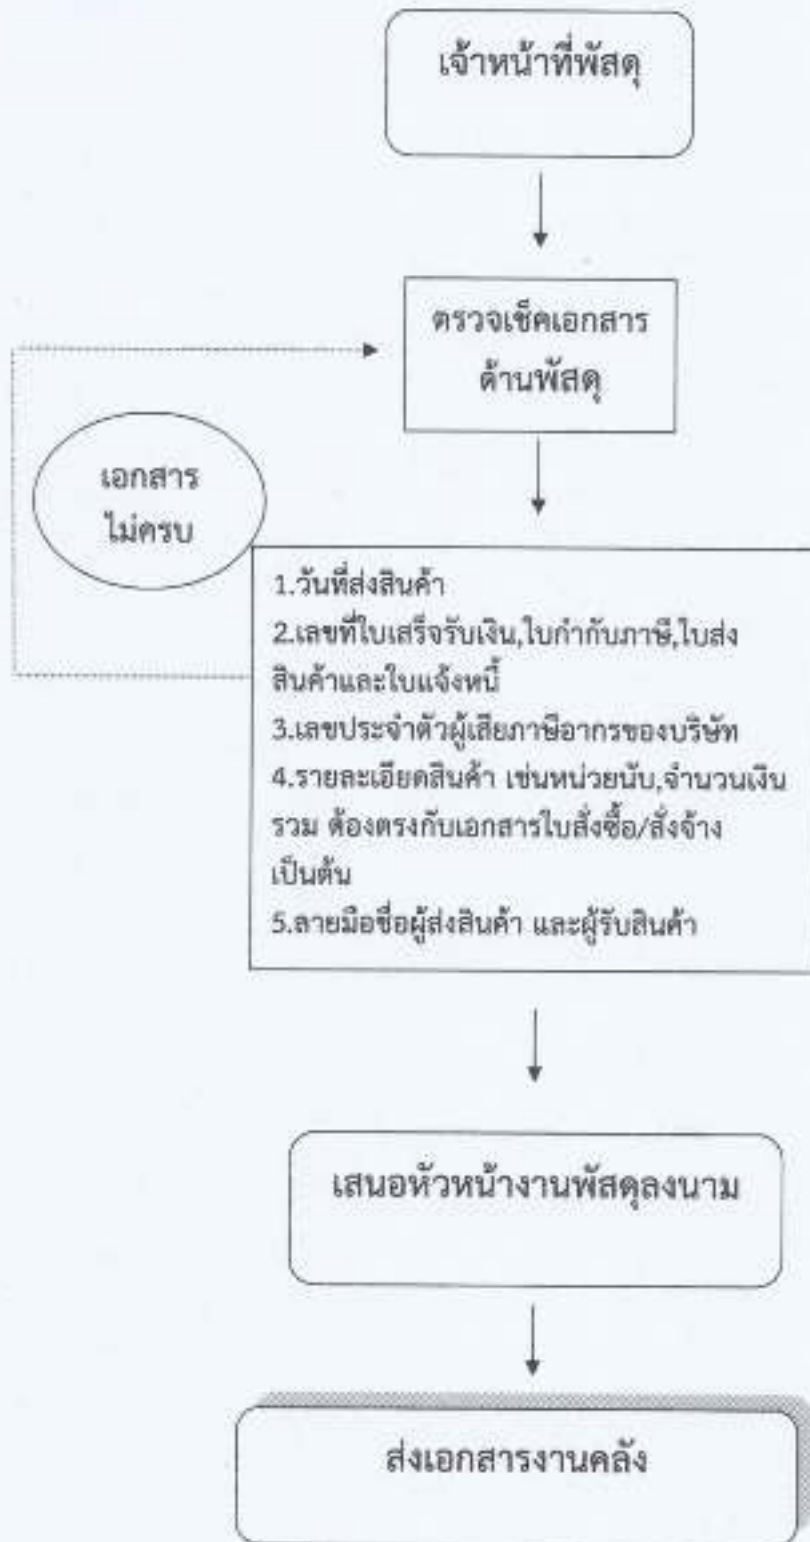 เจ้าหน้าที่พัสดุ
ตรวจเช็คเอกสาร
ด้านพัสดุ
เอกสาร
ไม่ครบ
1.วันที่ส่งสินค้า
2.เลขที่ใบเสร็จรับเงิน,ใบกำกับภาษี,ใบส่ง
สินค้าและใบแจ้งหนี้
3.เลขประจำตัวผู้เสียภาษีอากรของบริษัท
4.รายละเอียดสินค้า เช่นหน่วยนับ,จำนวนเงิน
รวม ต้องตรงกับเอกสารใบสั่งซื้อ/สั่งจ้าง
เป็นต้น
5.ลายมือชื่อผู้ส่งสินค้า และผู้รับสินค้า
เสนอหัวหน้างานพัสดุลงนาม
ส่งเอกสารงานคลัง